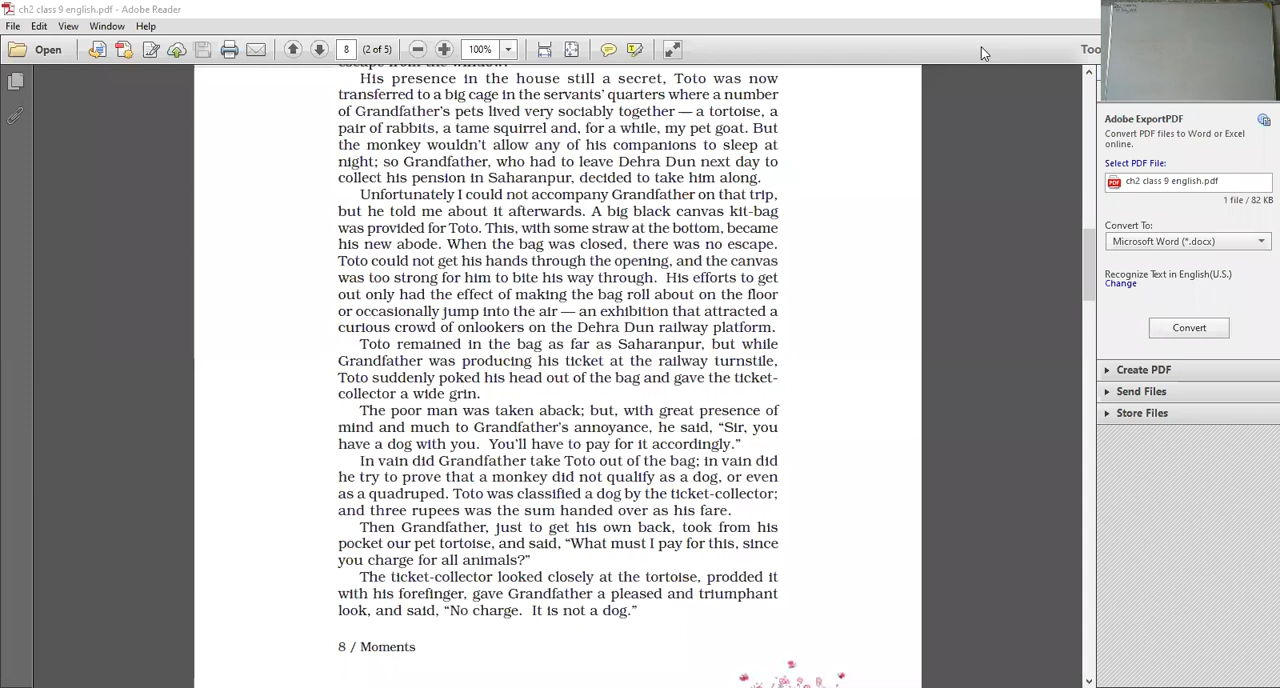 ch2 class 9 english.pdf - Adobe Reader
File Edit View Window Help
Open 8 (2 of 5) 100% Too
escape from the window.
His presence in the house still a secret, Toto was now
transferred to a big cage in the servants' quarters where a number
of Grandfather's pets lived very sociably together — a tortoise, a
pair of rabbits, a tame squirrel and, for a while, my pet goat. But
the monkey wouldn't allow any of his companions to sleep at
night; so Grandfather, who had to leave Dehra Dun next day to
collect his pension in Saharanpur, decided to take him along.
Unfortunately I could not accompany Grandfather on that trip,
but he told me about it afterwards. A big black canvas kit-bag
was provided for Toto. This, with some straw at the bottom, became
his new abode. When the bag was closed, there was no escape.
Toto could not get his hands through the opening, and the canvas
was too strong for him to bite his way through. His efforts to get
out only had the effect of making the bag roll about on the floor
or occasionally jump into the air — an exhibition that attracted a
curious crowd of onlookers on the Dehra Dun railway platform.
Toto remained in the bag as far as Saharanpur, but while
Grandfather was producing his ticket at the railway turnstile,
Toto suddenly poked his head out of the bag and gave the ticket-
collector a wide grin.
The poor man was taken aback; but, with great presence of
mind and much to Grandfather's annoyance, he said, “Sir, you
have a dog with you. You'll have to pay for it accordingly.”
In vain did Grandfather take Toto out of the bag; in vain did
he try to prove that a monkey did not qualify as a dog, or even
as a quadruped. Toto was classified a dog by the ticket-collector;
and three rupees was the sum handed over as his fare.
Then Grandfather, just to get his own back, took from his
pocket our pet tortoise, and said, “What must I pay for this, since
you charge for all animals?”
The ticket-collector looked closely at the tortoise, prodded it
with his forefinger, gave Grandfather a pleased and triumphant
look, and said, “No charge. It is not a dog.”
8 / Moments
Adobe ExportPDF
Convert PDF files to Word or Excel
online.
Select PDF File:
ch2 class 9 english.pdf
1 file / 82 KB
Convert To:
Microsoft Word (*.docx)
Recognize Text in English(U.S.)
Change
Convert
Create PDF
Send Files
Store Files